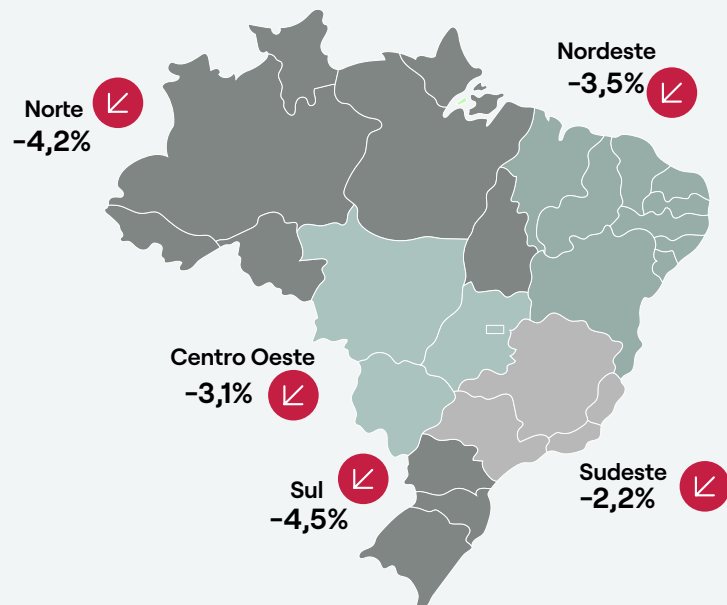 Nordeste
-3,5%
Norte
-4,2%
Centro Oeste
-3,1%
Sul
-4,5%
Sudeste
-2,2%